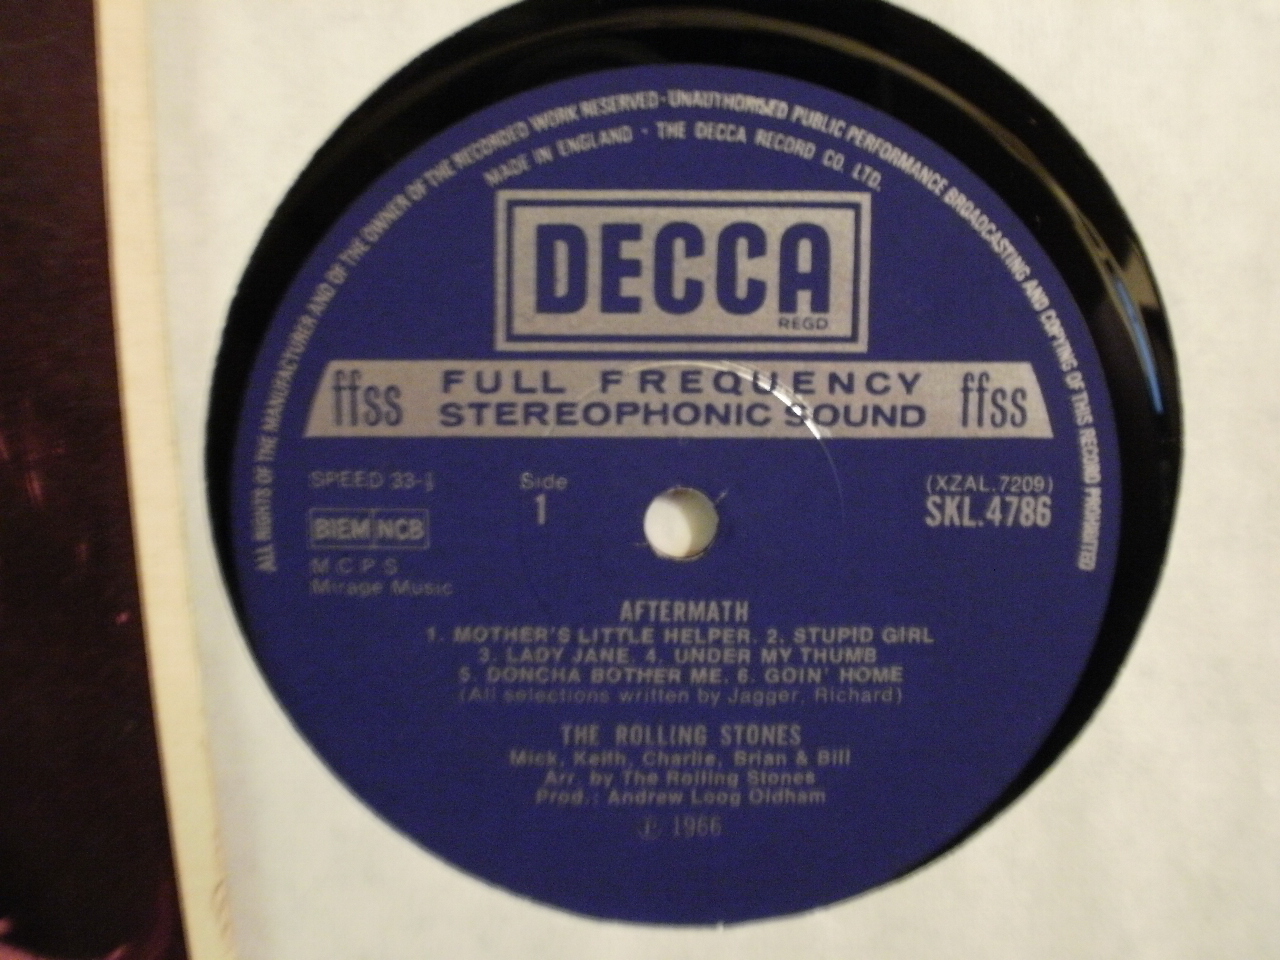 ALL RIGHTS OF THE MANUFACTURER AND OF THE OWNER OF THE RECORDED WORK RESERVED · UNAUTHORISED PUBLIC PERFORMANCE BROADCASTING AND COPYING OF THIS RECORD PROHIBITED
MADE IN ENGLAND · THE DECCA RECORD CO. LTD.
DECCA
REGD
ffss FULL FREQUENCY ffss
STEREOPHONIC SOUND
SPEED 33-⅓ Side (XZAL.7209)
1 SKL.4786
BIEM NCB
M C P S
Mirage Music
AFTERMATH
1. MOTHER'S LITTLE HELPER, 2. STUPID GIRL
3. LADY JANE, 4. UNDER MY THUMB
5. DONCHA BOTHER ME, 6. GOIN' HOME
(All selections written by Jagger, Richard)
THE ROLLING STONES
Mick, Keith, Charlie, Brian & Bill
Arr. by The Rolling Stones
Prod.: Andrew Loog Oldham
℗ 1966